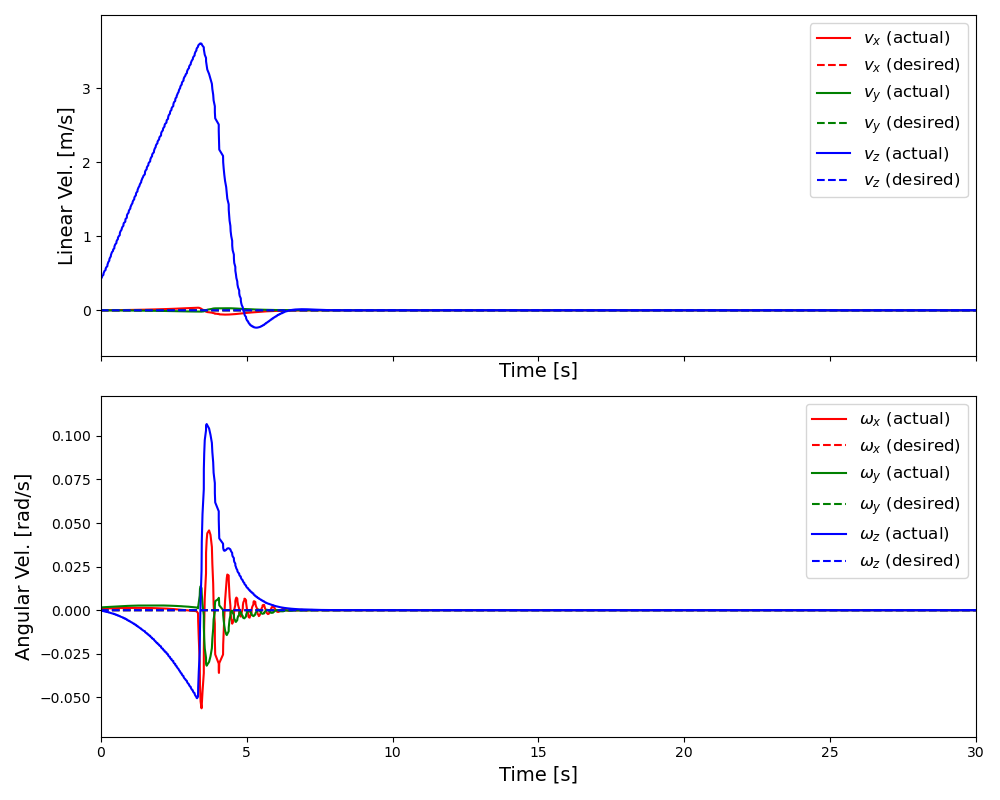 Linear Vel. [m/s]
3
2
1
0
v_x (actual)
v_x (desired)
v_y (actual)
v_y (desired)
v_z (actual)
v_z (desired)
Time [s]
Angular Vel. [rad/s]
0.100
0.075
0.050
0.025
0.000
−0.025
−0.050
ω_x (actual)
ω_x (desired)
ω_y (actual)
ω_y (desired)
ω_z (actual)
ω_z (desired)
0 5 10 15 20 25 30
Time [s]